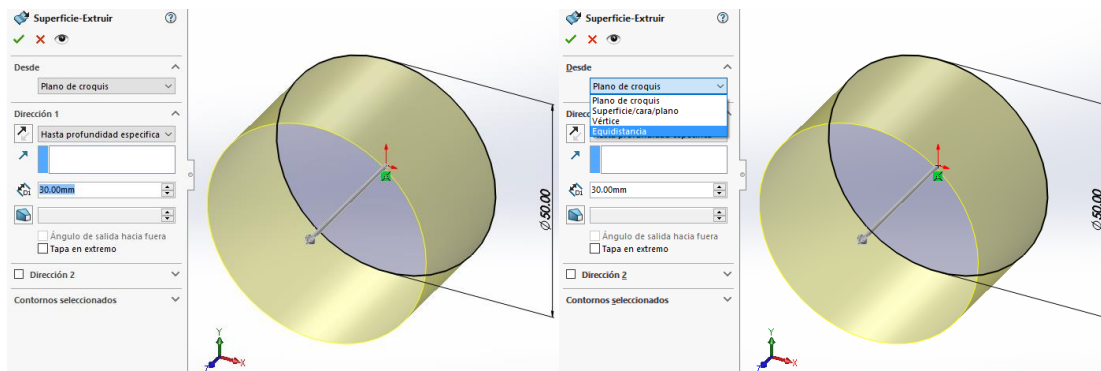 Superficie-Extruir
Desde
Plano de croquis
Dirección 1
Hasta profundidad especifica
30.00mm
Ángulo de salida hacia fuera
Tapa en extremo
Dirección 2
Contornos seleccionados
Ø50.00
Y
X
Z
Superficie-Extruir
Desde
Plano de croquis
Plano de croquis
Superficie/cara/plano
Vértice
Equidistancia
30.00mm
Ángulo de salida hacia fuera
Tapa en extremo
Dirección 2
Contornos seleccionados
Ø50.00
Y
X
Z